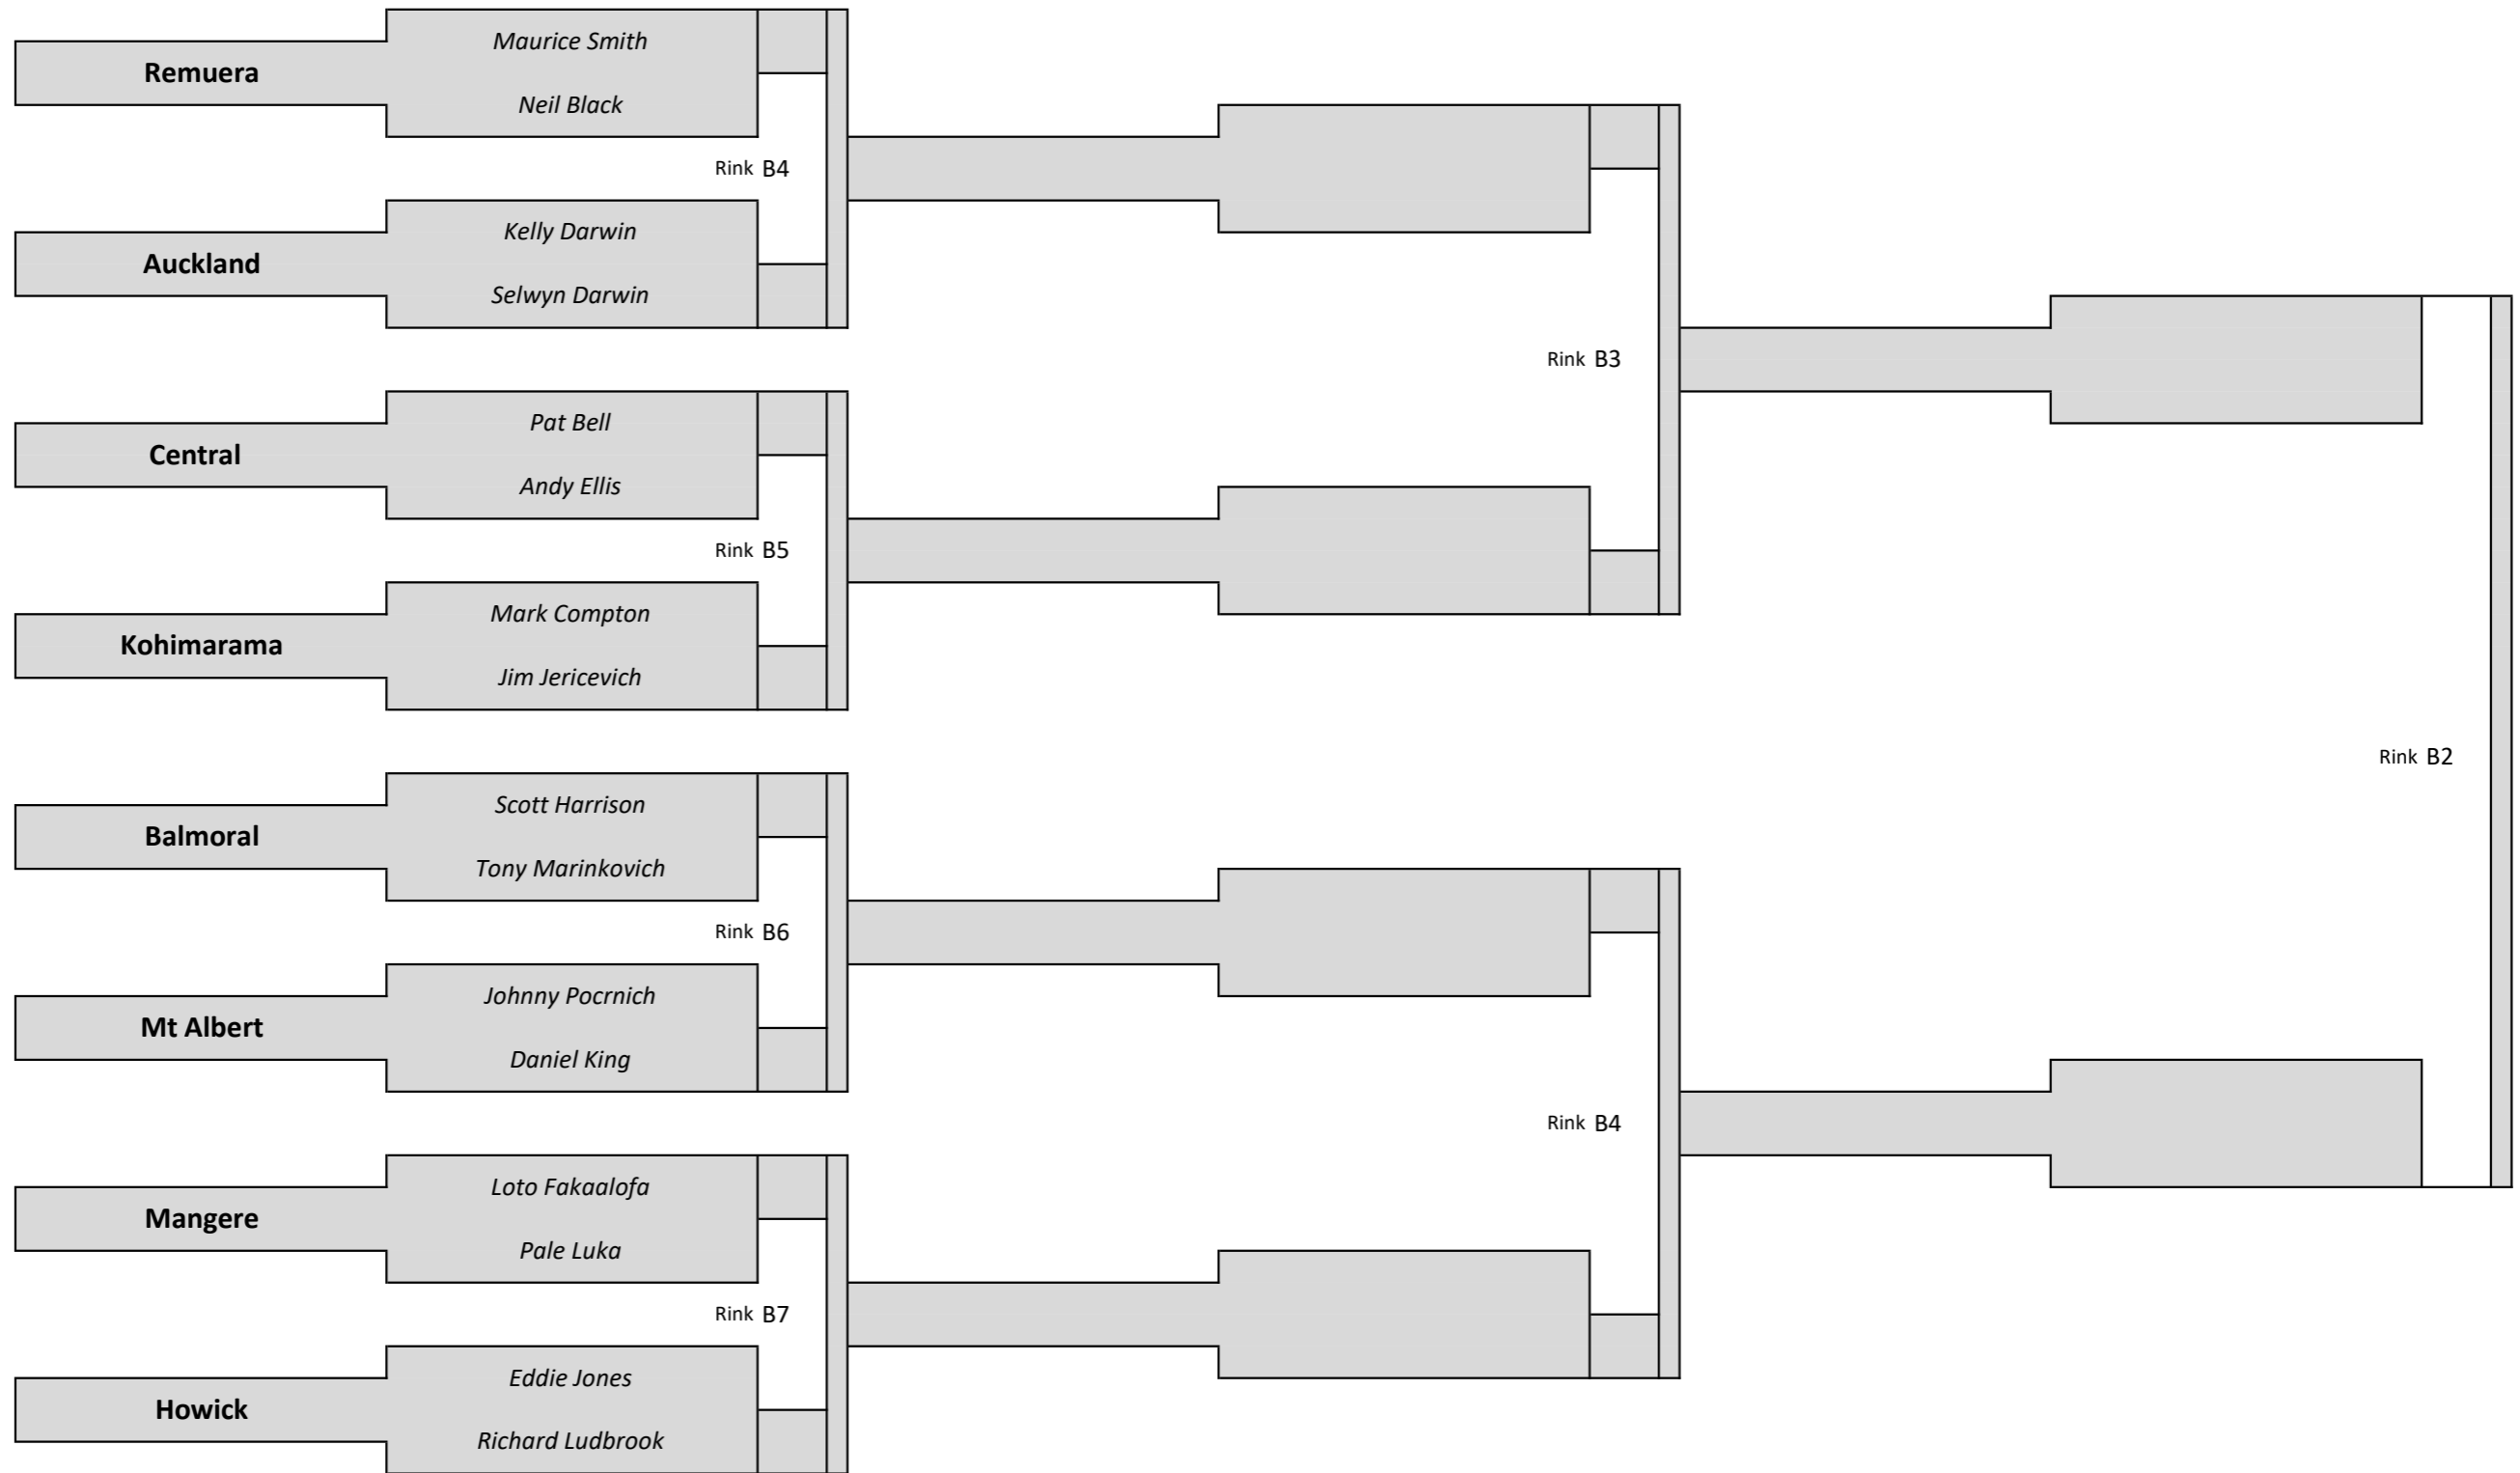 Maurice Smith
Remuera
Neil Black
Rink B4
Kelly Darwin
Auckland
Selwyn Darwin
Rink B3
Pat Bell
Central
Andy Ellis
Rink B5
Mark Compton
Kohimarama
Jim Jericevich
Rink B2
Scott Harrison
Balmoral
Tony Marinkovich
Rink B6
Johnny Pocrnich
Mt Albert
Daniel King
Rink B4
Loto Fakaalofa
Mangere
Pale Luka
Rink B7
Eddie Jones
Howick
Richard Ludbrook